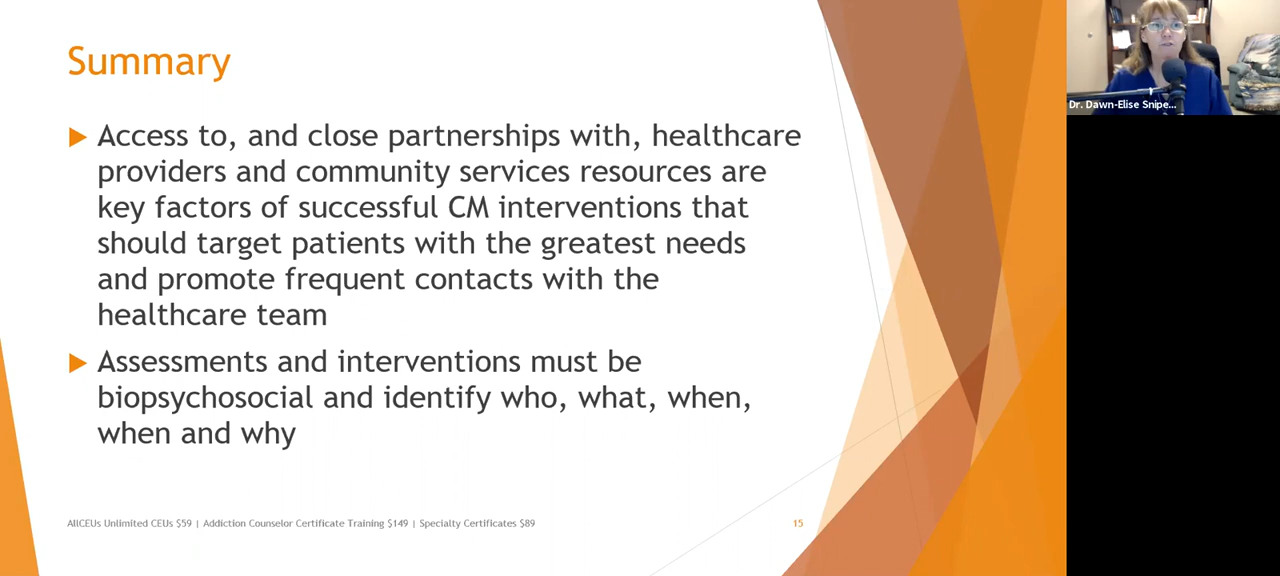 Summary
Access to, and close partnerships with, healthcare
providers and community services resources are
key factors of successful CM interventions that
should target patients with the greatest needs
and promote frequent contacts with the
healthcare team
Assessments and interventions must be
biopsychosocial and identify who, what, when,
when and why
AllCEUs Unlimited CEUs $59 | Addiction Counselor Certificate Training $149 | Specialty Certificates $89
15
Dr. Dawn-Elise Snipe...